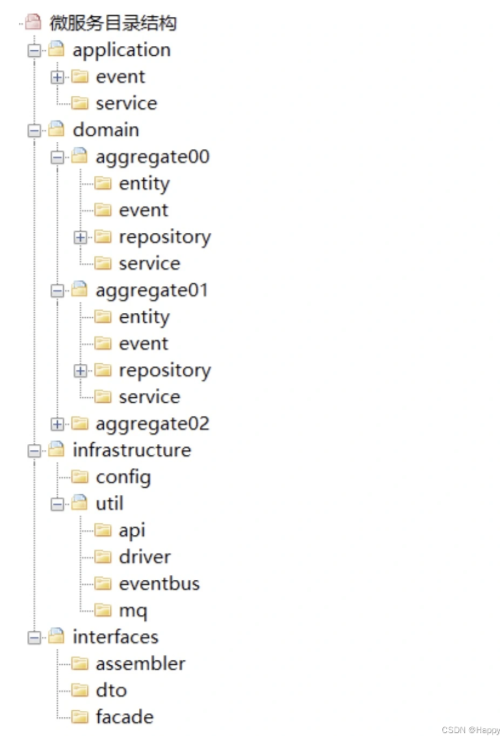 微服务目录结构
application
event
service
domain
aggregate00
entity
event
repository
service
aggregate01
entity
event
repository
service
aggregate02
infrastructure
config
util
api
driver
eventbus
mq
interfaces
assembler
dto
facade
CSDN @Happy